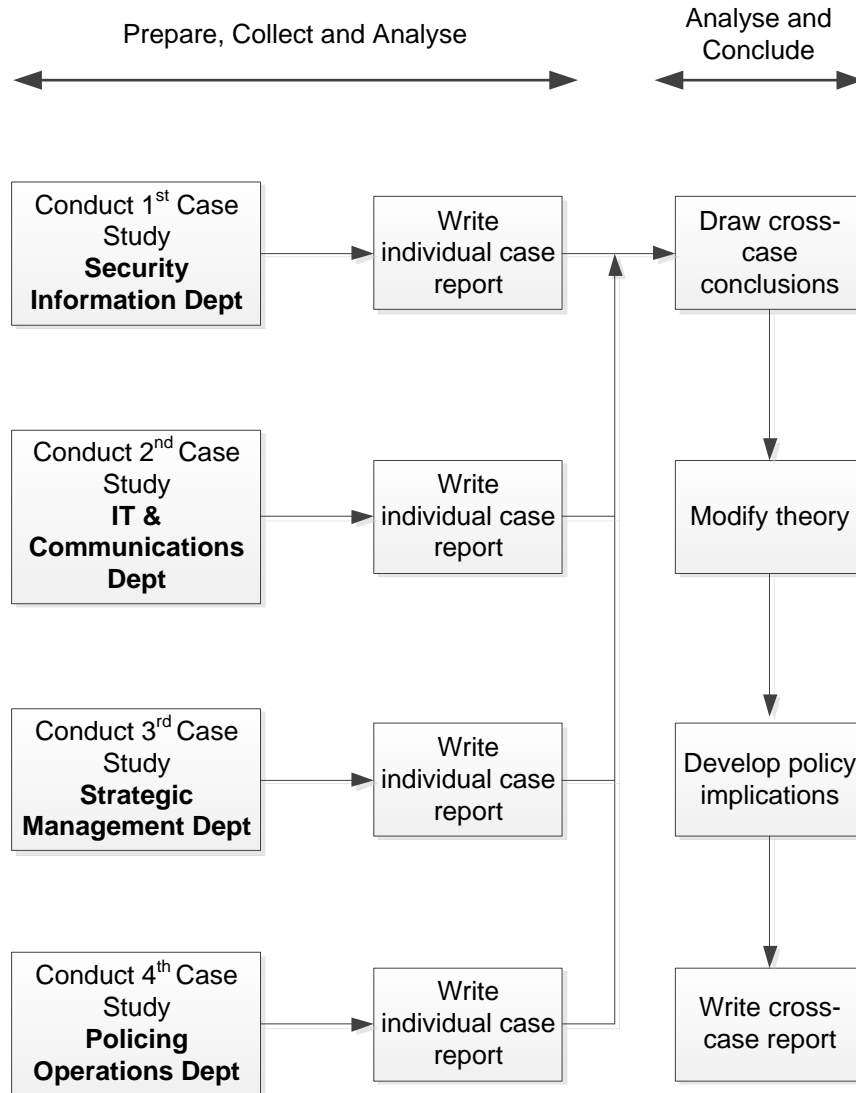 Prepare, Collect and Analyse
Analyse and
Conclude
Conduct 1st Case
Study
Security
Information Dept
Write
individual case
report
Draw cross-
case
conclusions
Conduct 2nd Case
Study
IT &
Communications
Dept
Write
individual case
report
Modify theory
Conduct 3rd Case
Study
Strategic
Management Dept
Write
individual case
report
Develop policy
implications
Conduct 4th Case
Study
Policing
Operations Dept
Write
individual case
report
Write cross-
case report